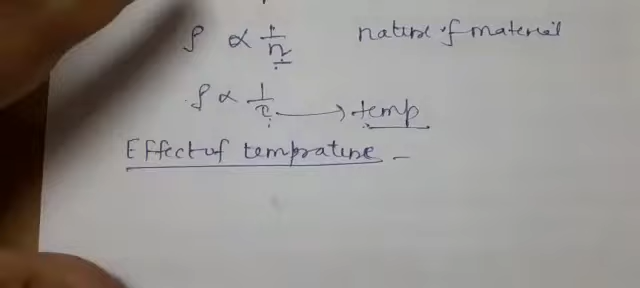 ρ ∝ 1/n nature of material
ρ ∝ 1/τ → temp
Effect of temprature -